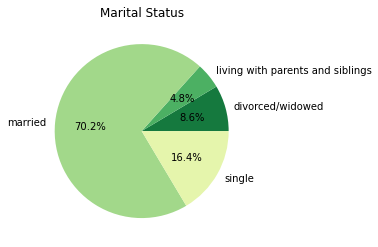 Marital Status
living with parents and siblings
4.8%
divorced/widowed
8.6%
married
70.2%
16.4%
single